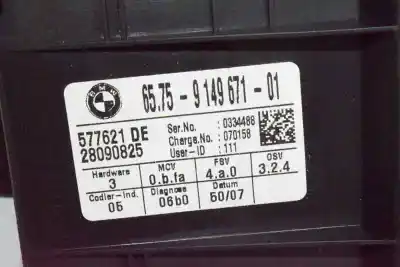 BMW
65.75 - 9 149 671 - 01
577621 DE
28090825
Ser.No. : 0334488
Charge.No. : 070158
User-ID : 111
Hardware MCV FSV OSV
3 0.b.fa 4.a.0 3.2.4
Codier-ind. Diagnose Datum
05 06b0 50/07